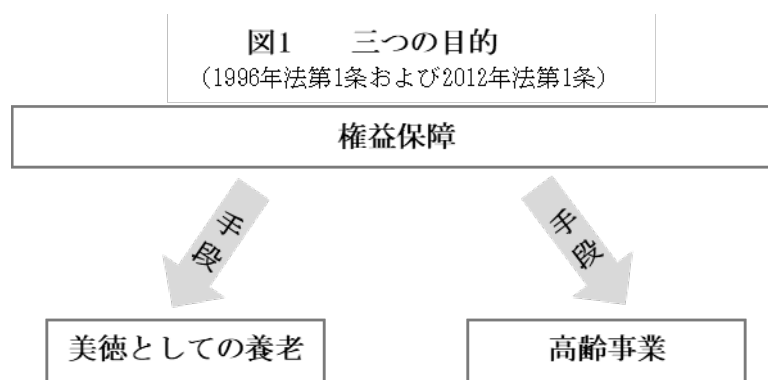 図1　三つの目的
（1996年法第1条および2012年法第1条）
権益保障
手段
手段
美徳としての養老
高齢事業